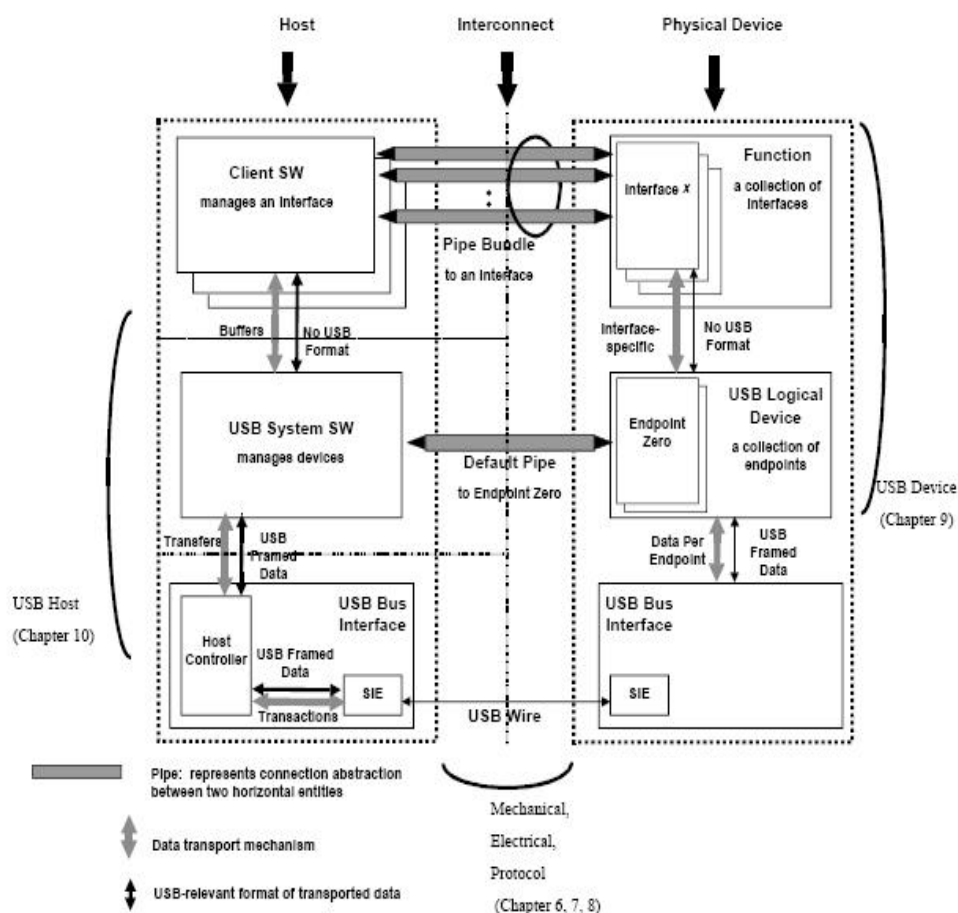 Host
Interconnect
Physical Device
Client SW
manages an Interface
Interface x
Function
a collection of
Interfaces
Pipe Bundle
to an Interface
Buffers
No USB
Format
Interface-
specific
No USB
Format
USB System SW
manages devices
Default Pipe
to Endpoint Zero
Endpoint
Zero
USB Logical
Device
a collection of
endpoints
USB Device
(Chapter 9)
Transfers
USB
Framed
Data
Data Per
Endpoint
USB
Framed
Data
USB Host
(Chapter 10)
USB Bus
Interface
Host
Controller
USB Framed
Data
Transactions
SIE
USB Wire
USB Bus
Interface
SIE
Pipe: represents connection abstraction
between two horizontal entities
Data transport mechanism
USB-relevant format of transported data
Mechanical,
Electrical,
Protocol
(Chapter 6, 7, 8)